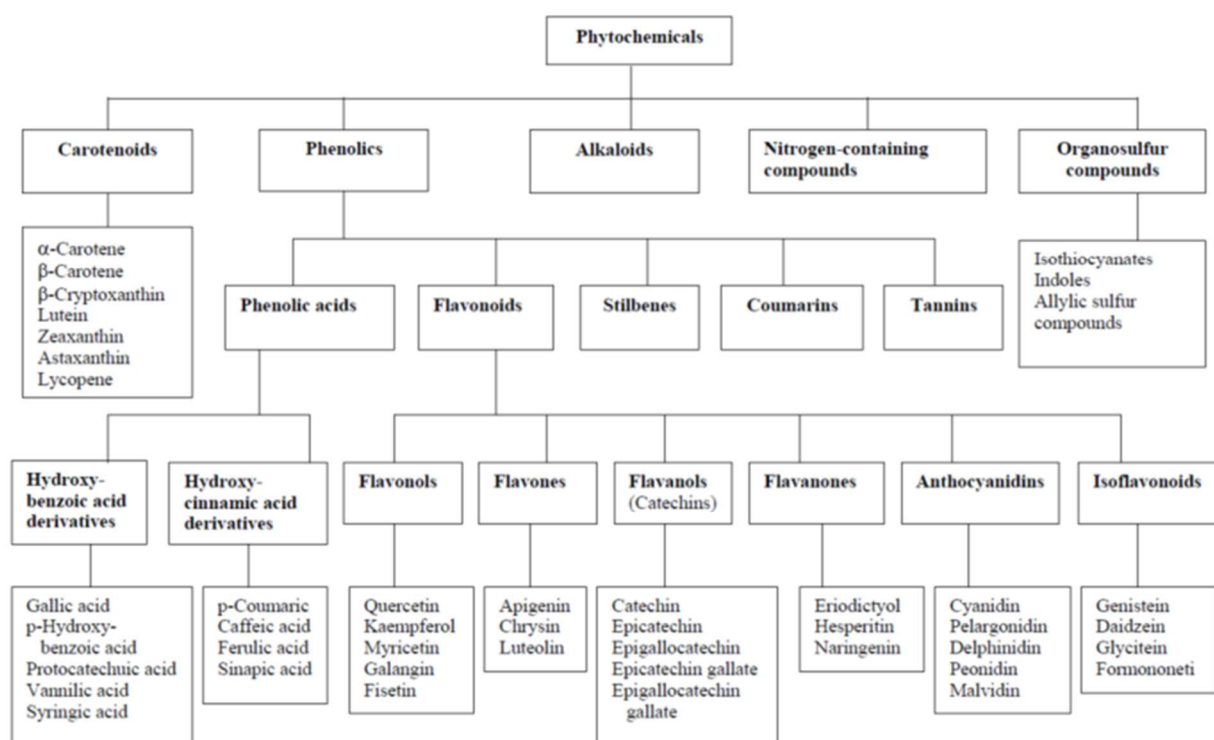 Phytochemicals
Carotenoids
Phenolics
Alkaloids
Nitrogen-containing
compounds
Organosulfur
compounds
α-Carotene
β-Carotene
β-Cryptoxanthin
Lutein
Zeaxanthin
Astaxanthin
Lycopene
Isothiocyanates
Indoles
Allylic sulfur
compounds
Phenolic acids
Flavonoids
Stilbenes
Coumarins
Tannins
Hydroxy-
benzoic acid
derivatives
Hydroxy-
cinnamic acid
derivatives
Flavonols
Flavones
Flavanols
(Catechins)
Flavanones
Anthocyanidins
Isoflavonoids
Gallic acid
p-Hydroxy-
benzoic acid
Protocatechuic acid
Vannilic acid
Syringic acid
p-Coumaric
Caffeic acid
Ferulic acid
Sinapic acid
Quercetin
Kaempferol
Myricetin
Galangin
Fisetin
Apigenin
Chrysin
Luteolin
Catechin
Epicatechin
Epigallocatechin
Epicatechin gallate
Epigallocatechin
gallate
Eriodictyol
Hesperitin
Naringenin
Cyanidin
Pelargonidin
Delphinidin
Peonidin
Malvidin
Genistein
Daidzein
Glycitein
Formononeti